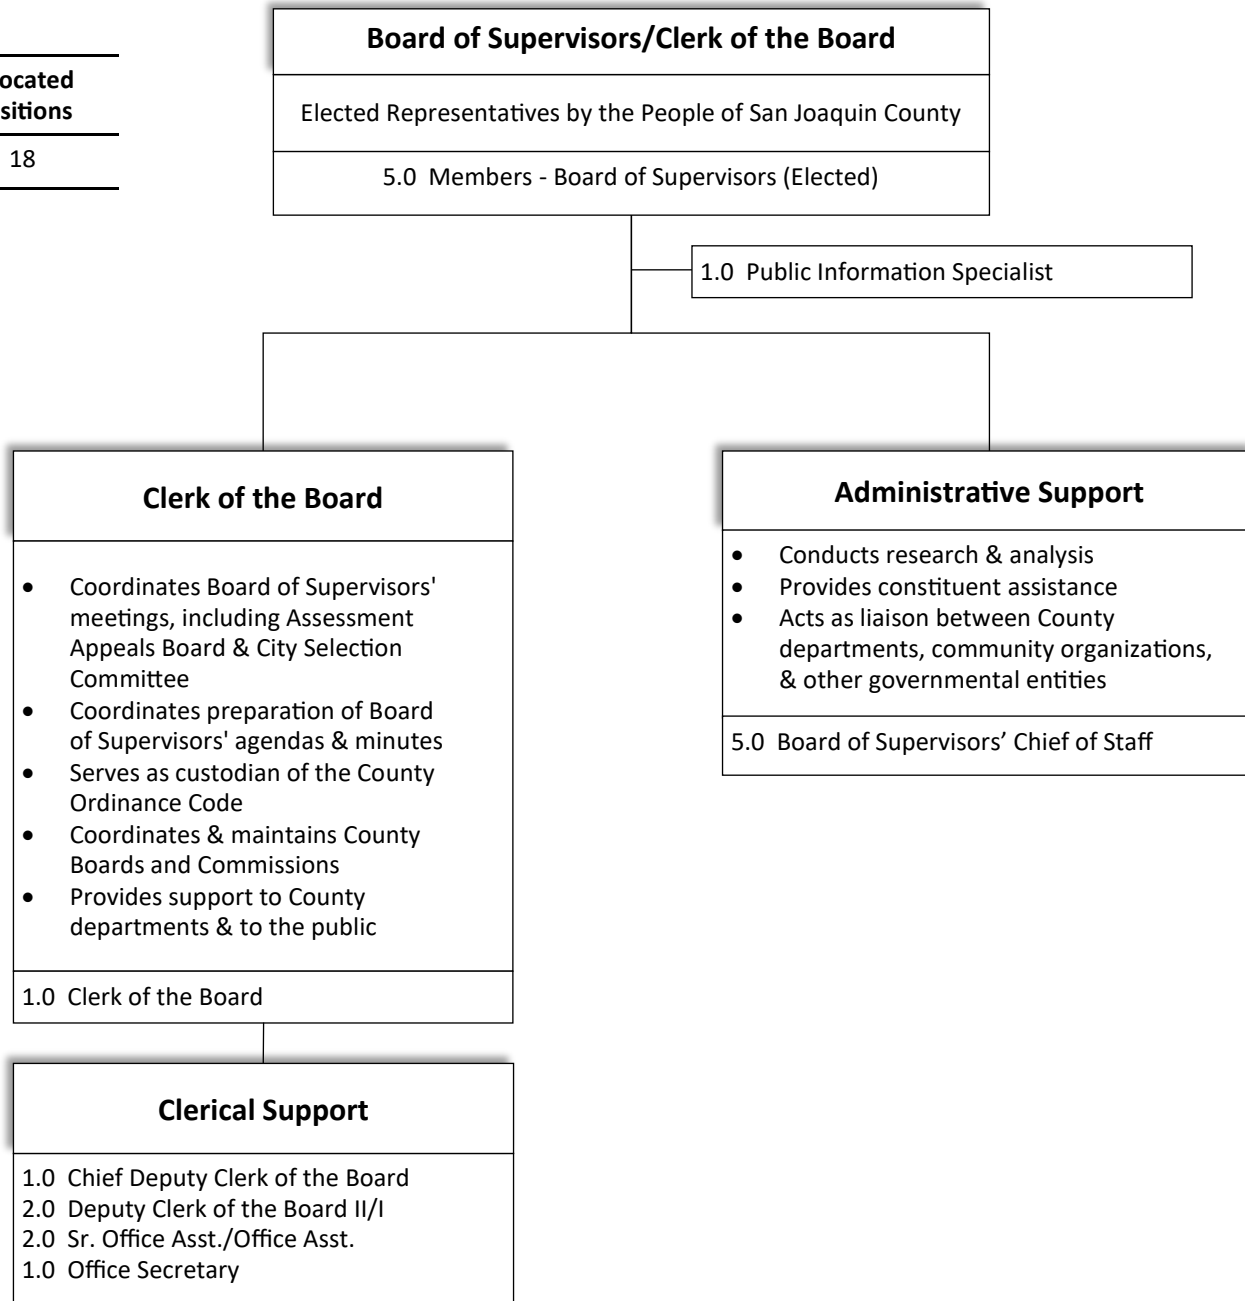 Board of Supervisors/Clerk of the Board
Elected Representatives by the People of San Joaquin County
5.0 Members - Board of Supervisors (Elected)
18
1.0 Public Information Specialist
Clerk of the Board
• Coordinates Board of Supervisors'
meetings, including Assessment
Appeals Board & City Selection
Committee
• Coordinates preparation of Board
of Supervisors' agendas & minutes
• Serves as custodian of the County
Ordinance Code
• Coordinates & maintains County
Boards and Commissions
• Provides support to County
departments & to the public
1.0 Clerk of the Board
Clerical Support
1.0 Chief Deputy Clerk of the Board
2.0 Deputy Clerk of the Board II/I
2.0 Sr. Office Asst./Office Asst.
1.0 Office Secretary
Administrative Support
• Conducts research & analysis
• Provides constituent assistance
• Acts as liaison between County
departments, community organizations,
& other governmental entities
5.0 Board of Supervisors’ Chief of Staff